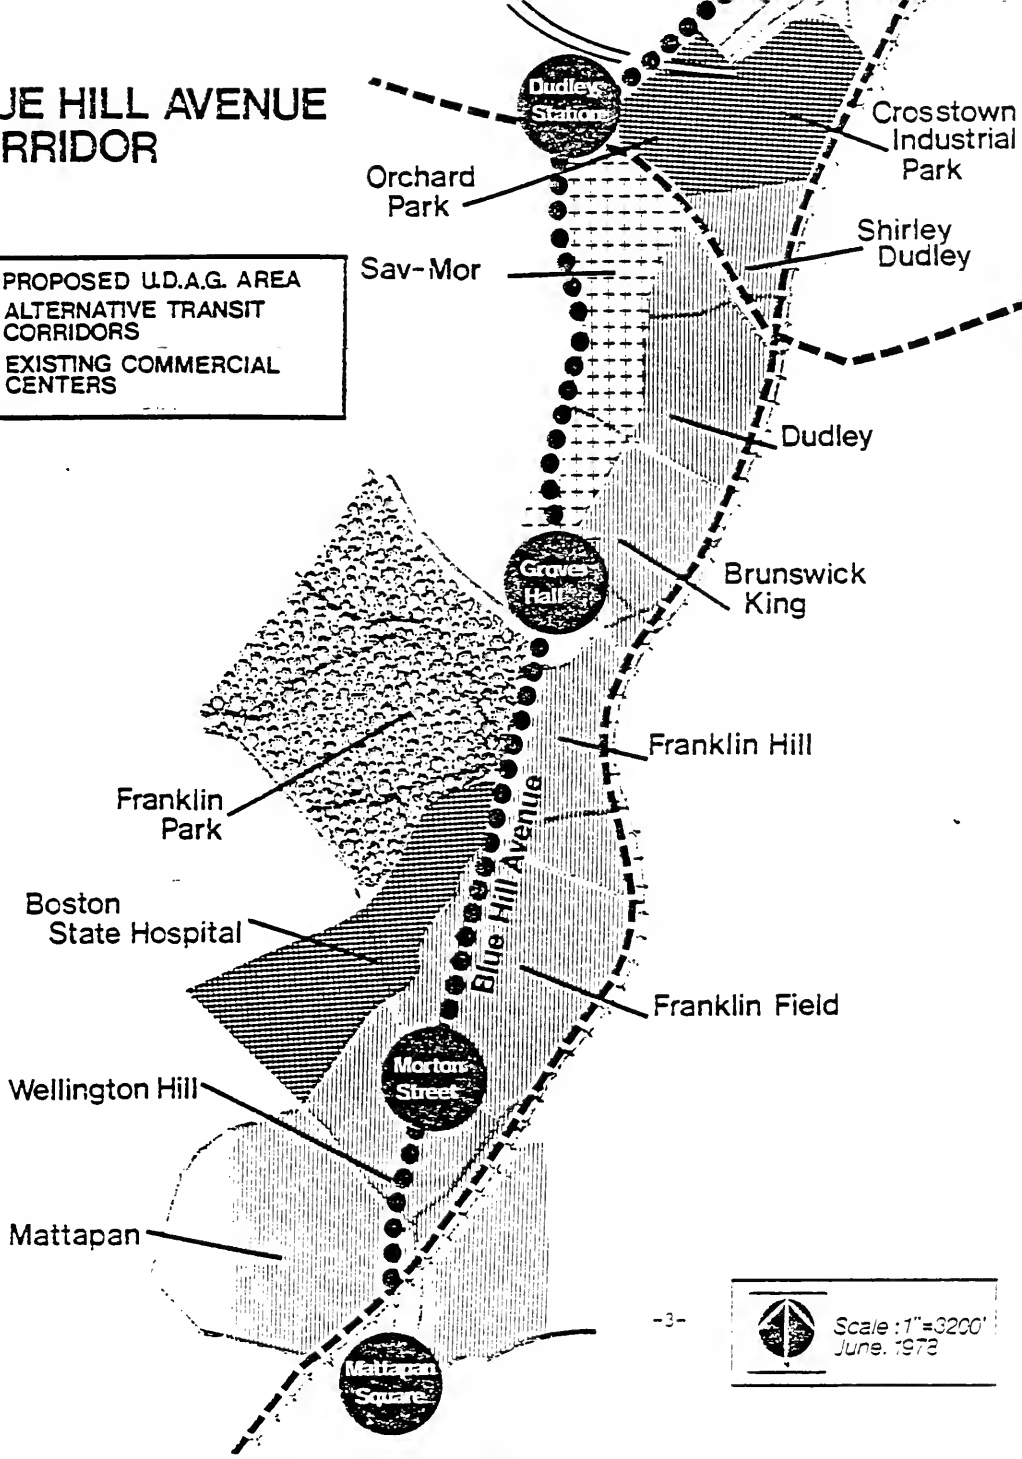 UE HILL AVENUE
RRIDOR
PROPOSED U.D.A.G. AREA
ALTERNATIVE TRANSIT
CORRIDORS
EXISTING COMMERCIAL
CENTERS
Dudley
Station
Crosstown
Industrial
Park
Orchard
Park
Shirley
Dudley
Sav-Mor
Dudley
Grove
Hall
Brunswick
King
Franklin Hill
Franklin
Park
Blue Hill Avenue
Boston
State Hospital
Franklin Field
Morton
Street
Wellington Hill
Mattapan
Mattapan
Square
-3-
Scale : 1"=3200'
June, 1978